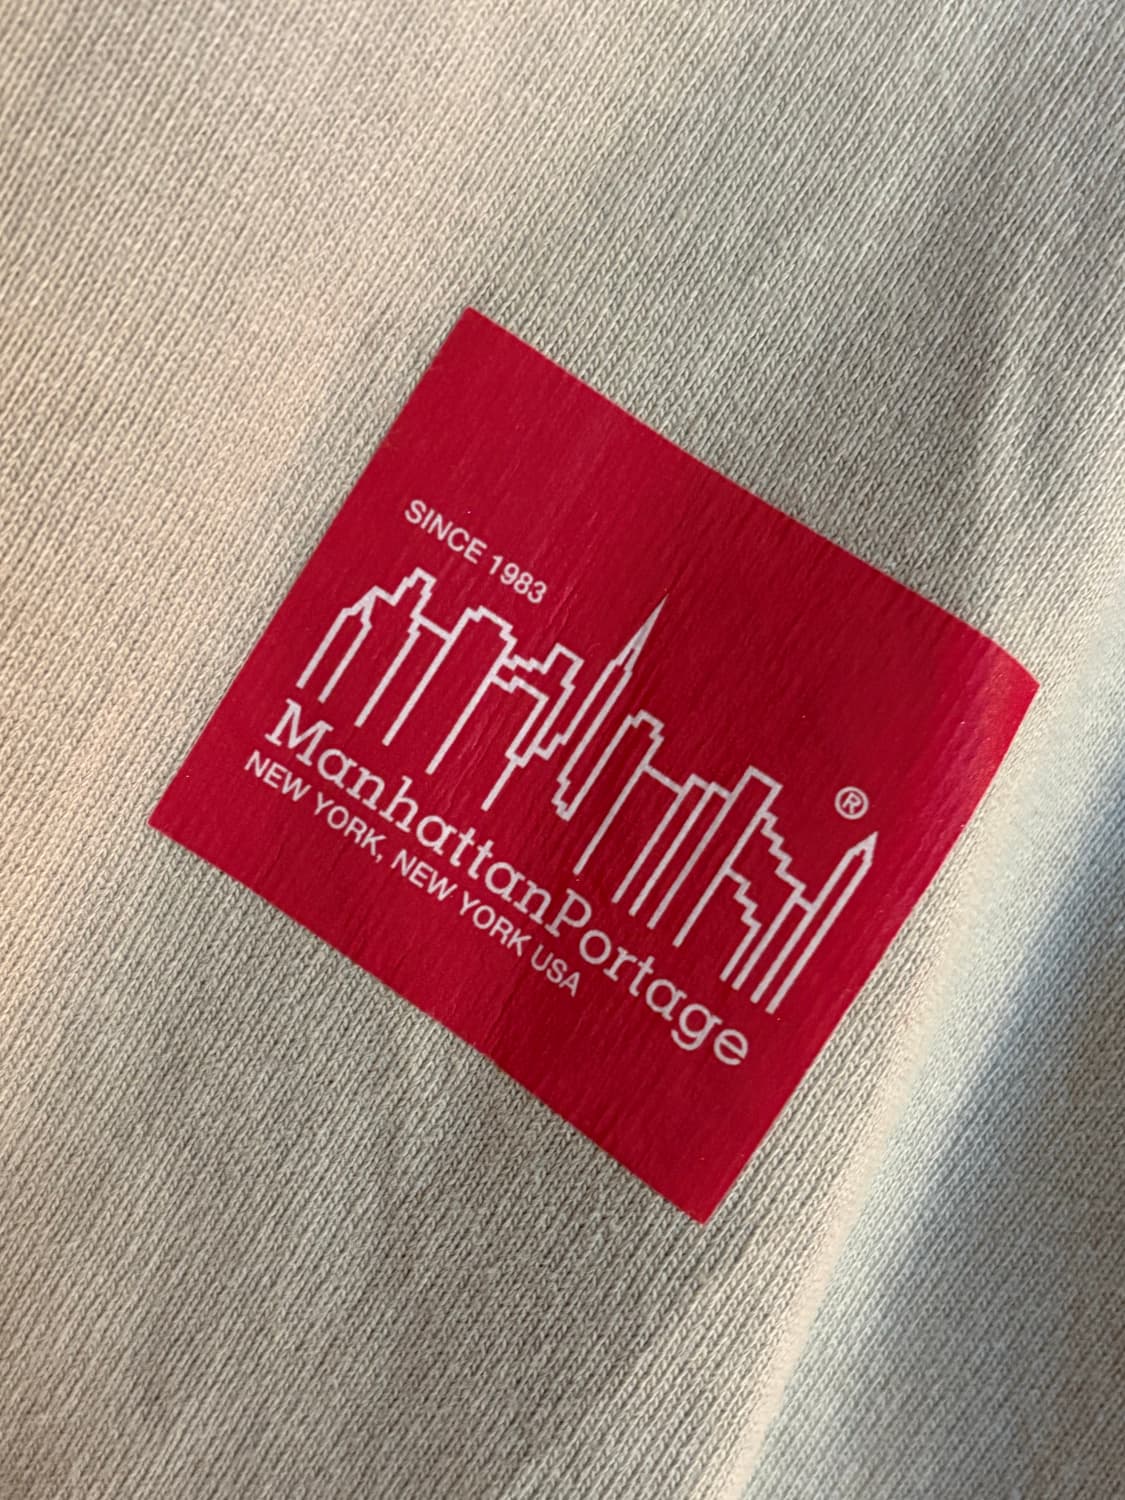 SINCE 1983
®
ManhattanPortage
NEW YORK, NEW YORK USA